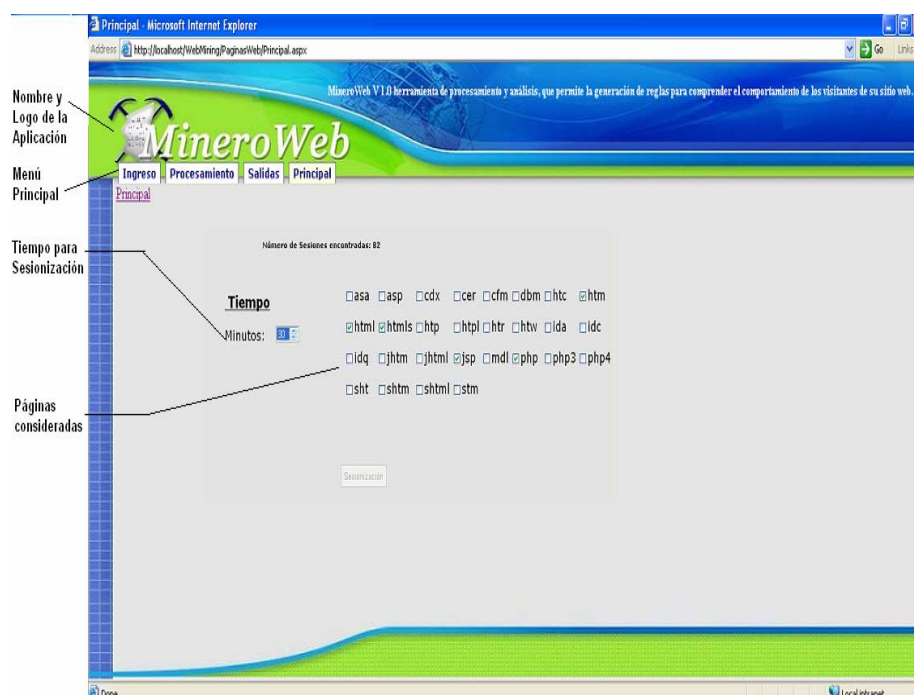 Principal - Microsoft Internet Explorer
Address http://localhost/WebMining/PaginasWeb/Principal.aspx Go Links
MineroWeb V 1.0 herramienta de procesamiento y análisis, que permite la generación de reglas para comprender el comportamiento de los visitantes de su sitio web.
Nombre y
Logo de la
Aplicación
MineroWeb
Menú
Principal
Ingreso Procesamiento Salidas Principal
Principal
Tiempo para
Sesionización
Número de Sesiones encontradas: 82
Tiempo
Minutos: 30
asa asp cdx cer cfm dbm htc htm
html htmls htp htpl htr htw ida idc
idq jhtm jhtml jsp mdl php php3 php4
sht shtm shtml stm
Páginas
consideradas
Sesionización
Done Local intranet